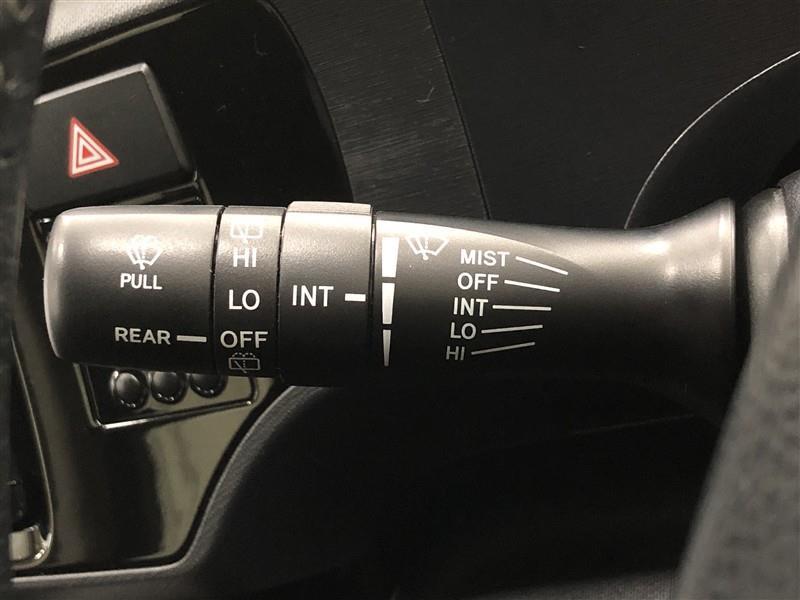 PULL
REAR
HI
LO
OFF
INT
MIST
OFF
INT
LO
HI